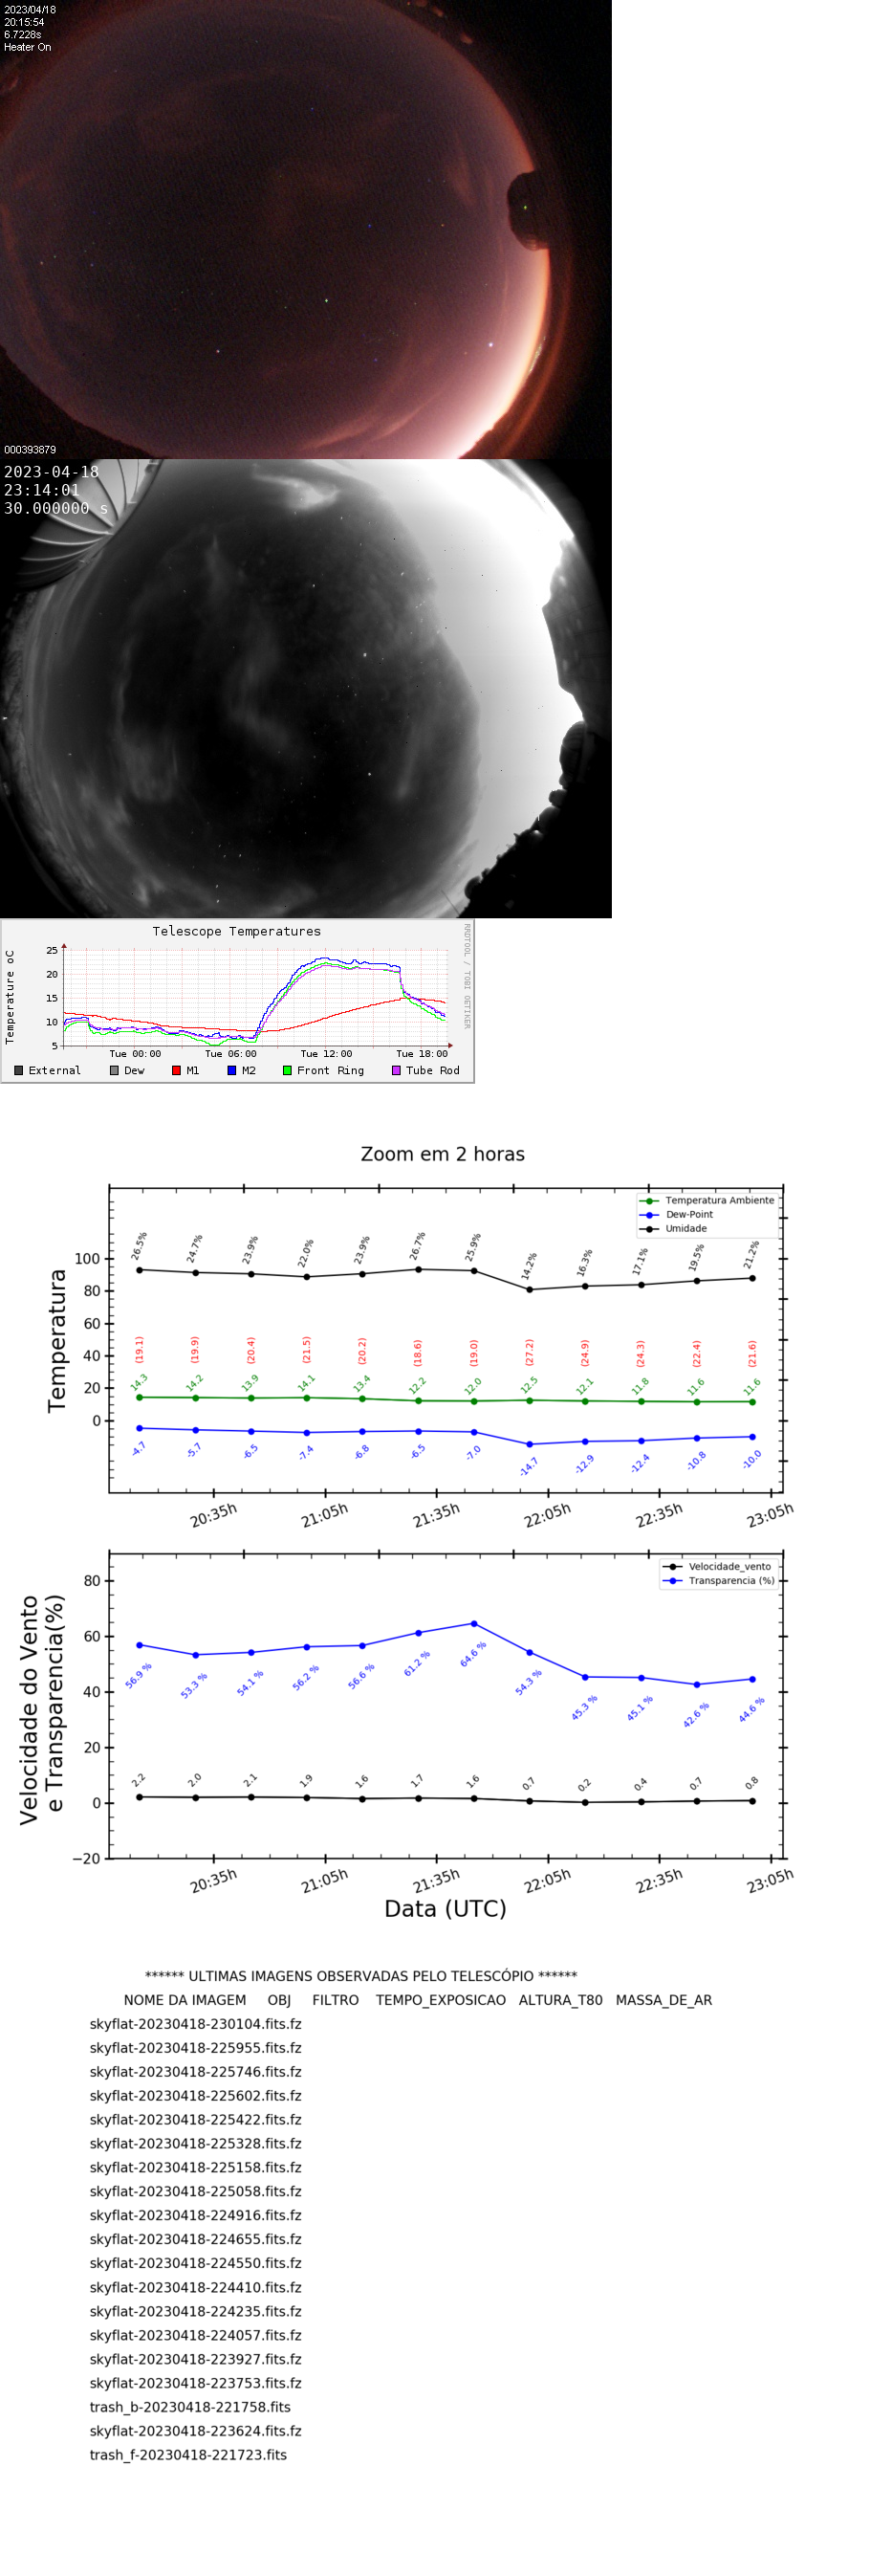 2023/04/18
20:15:54
6.7228s
Heater On
000393879
2023-04-18
23:14:01
30.000000 s
Telescope Temperatures
RRDTOOL / TOBI OETIKER
Temperature oC
25
20
15
10
5
Tue 00:00 Tue 06:00 Tue 12:00 Tue 18:00
External Dew M1 M2 Front Ring Tube Rod
Zoom em 2 horas
Temperatura Ambiente
Dew-Point
Umidade
Temperatura
100
80
60
40
20
0
26.5% 24.7% 23.9% 22.0% 23.9% 26.7% 25.9% 14.2% 16.3% 17.1% 19.5% 21.2%
(19.1) (19.9) (20.4) (21.5) (20.2) (18.6) (19.0) (27.2) (24.9) (24.3) (22.4) (21.6)
14.3 14.2 13.9 14.1 13.4 12.2 12.0 12.5 12.1 11.8 11.6 11.6
-4.7 -5.7 -6.5 -7.4 -6.8 -6.5 -7.0 -14.7 -12.9 -12.4 -10.8 -10.0
20:35h 21:05h 21:35h 22:05h 22:35h 23:05h
Velocidade_vento
Transparencia (%)
Velocidade do Vento
e Transparencia(%)
80
60
40
20
0
−20
56.9 % 53.3 % 54.1 % 56.2 % 56.6 % 61.2 % 64.6 % 54.3 % 45.3 % 45.1 % 42.6 % 44.6 %
2.2 2.0 2.1 1.9 1.6 1.7 1.6 0.7 0.2 0.4 0.7 0.8
20:35h 21:05h 21:35h 22:05h 22:35h 23:05h
Data (UTC)
****** ULTIMAS IMAGENS OBSERVADAS PELO TELESCÓPIO ******
NOME DA IMAGEM OBJ FILTRO TEMPO_EXPOSICAO ALTURA_T80 MASSA_DE_AR
skyflat-20230418-230104.fits.fz
skyflat-20230418-225955.fits.fz
skyflat-20230418-225746.fits.fz
skyflat-20230418-225602.fits.fz
skyflat-20230418-225422.fits.fz
skyflat-20230418-225328.fits.fz
skyflat-20230418-225158.fits.fz
skyflat-20230418-225058.fits.fz
skyflat-20230418-224916.fits.fz
skyflat-20230418-224655.fits.fz
skyflat-20230418-224550.fits.fz
skyflat-20230418-224410.fits.fz
skyflat-20230418-224235.fits.fz
skyflat-20230418-224057.fits.fz
skyflat-20230418-223927.fits.fz
skyflat-20230418-223753.fits.fz
trash_b-20230418-221758.fits
skyflat-20230418-223624.fits.fz
trash_f-20230418-221723.fits